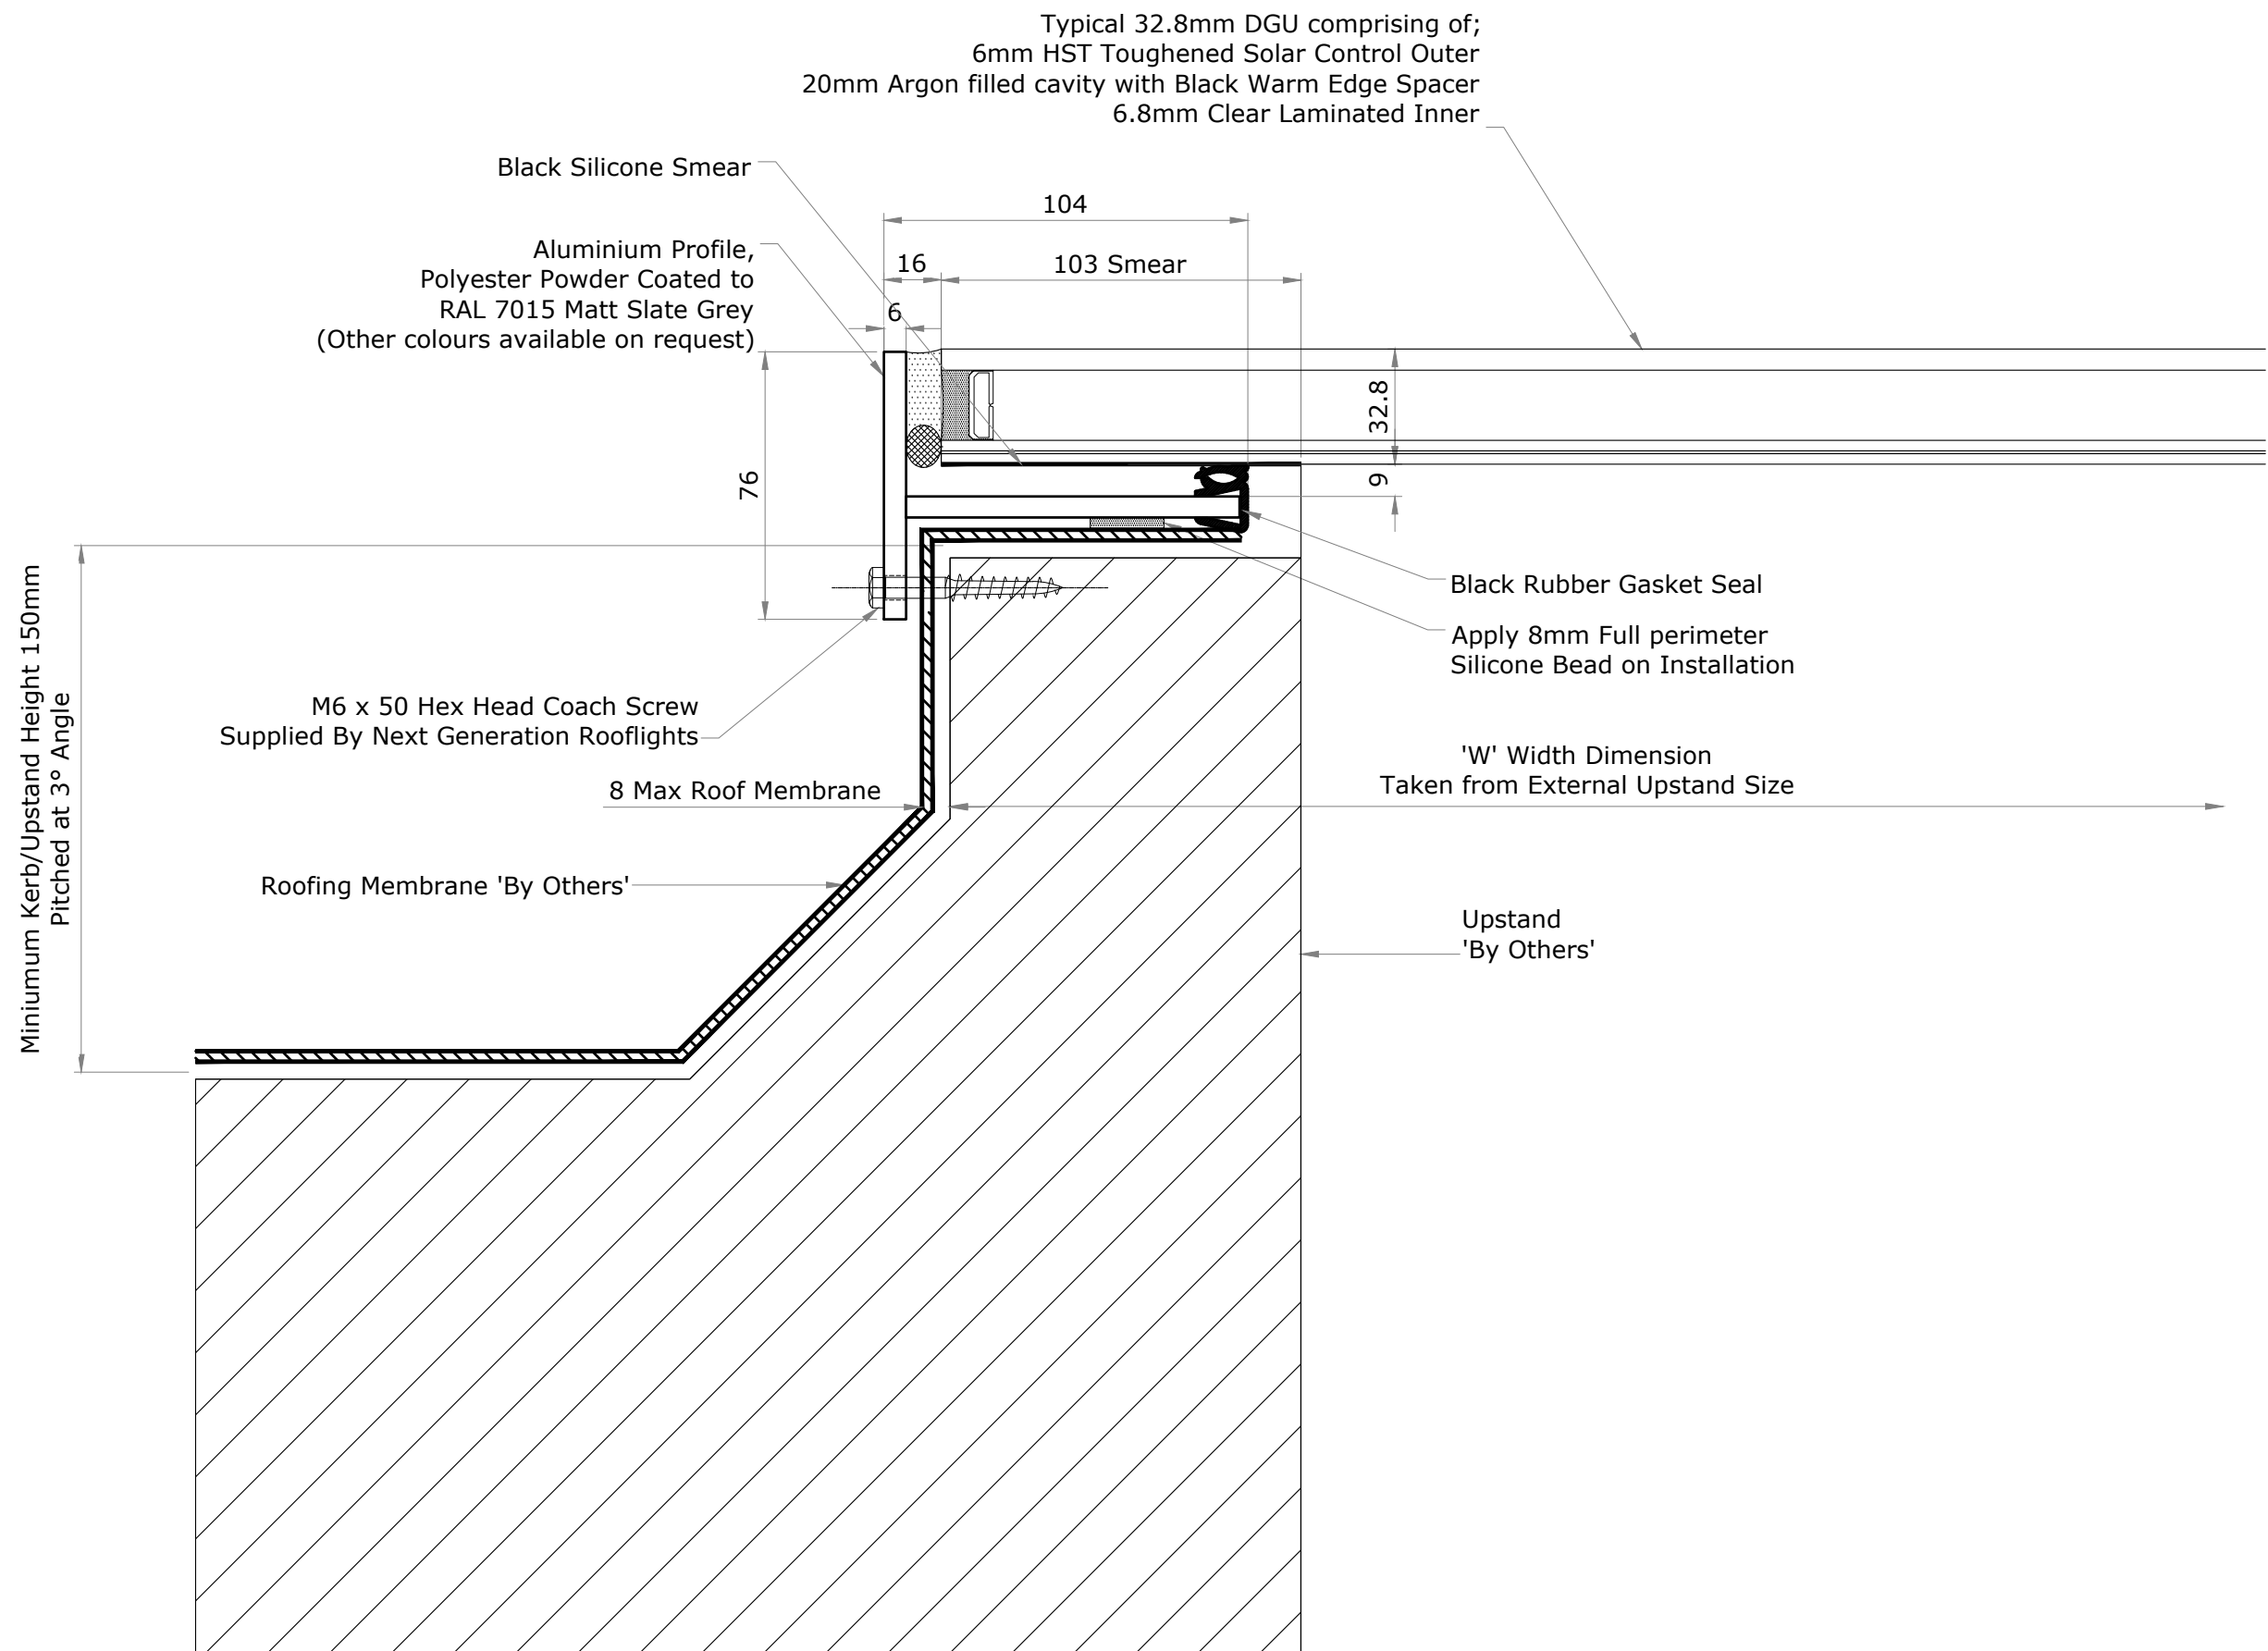 Typical 32.8mm DGU comprising of;
6mm HST Toughened Solar Control Outer
20mm Argon filled cavity with Black Warm Edge Spacer
6.8mm Clear Laminated Inner
Black Silicone Smear
104
Aluminium Profile,
Polyester Powder Coated to
RAL 7015 Matt Slate Grey
(Other colours available on request)
16
103 Smear
6
32.8
76
9
Miniumum Kerb/Upstand Height 150mm
Pitched at 3° Angle
Black Rubber Gasket Seal
Apply 8mm Full perimeter
Silicone Bead on Installation
M6 x 50 Hex Head Coach Screw
Supplied By Next Generation Rooflights
'W' Width Dimension
Taken from External Upstand Size
8 Max Roof Membrane
Roofing Membrane 'By Others'
Upstand
'By Others'